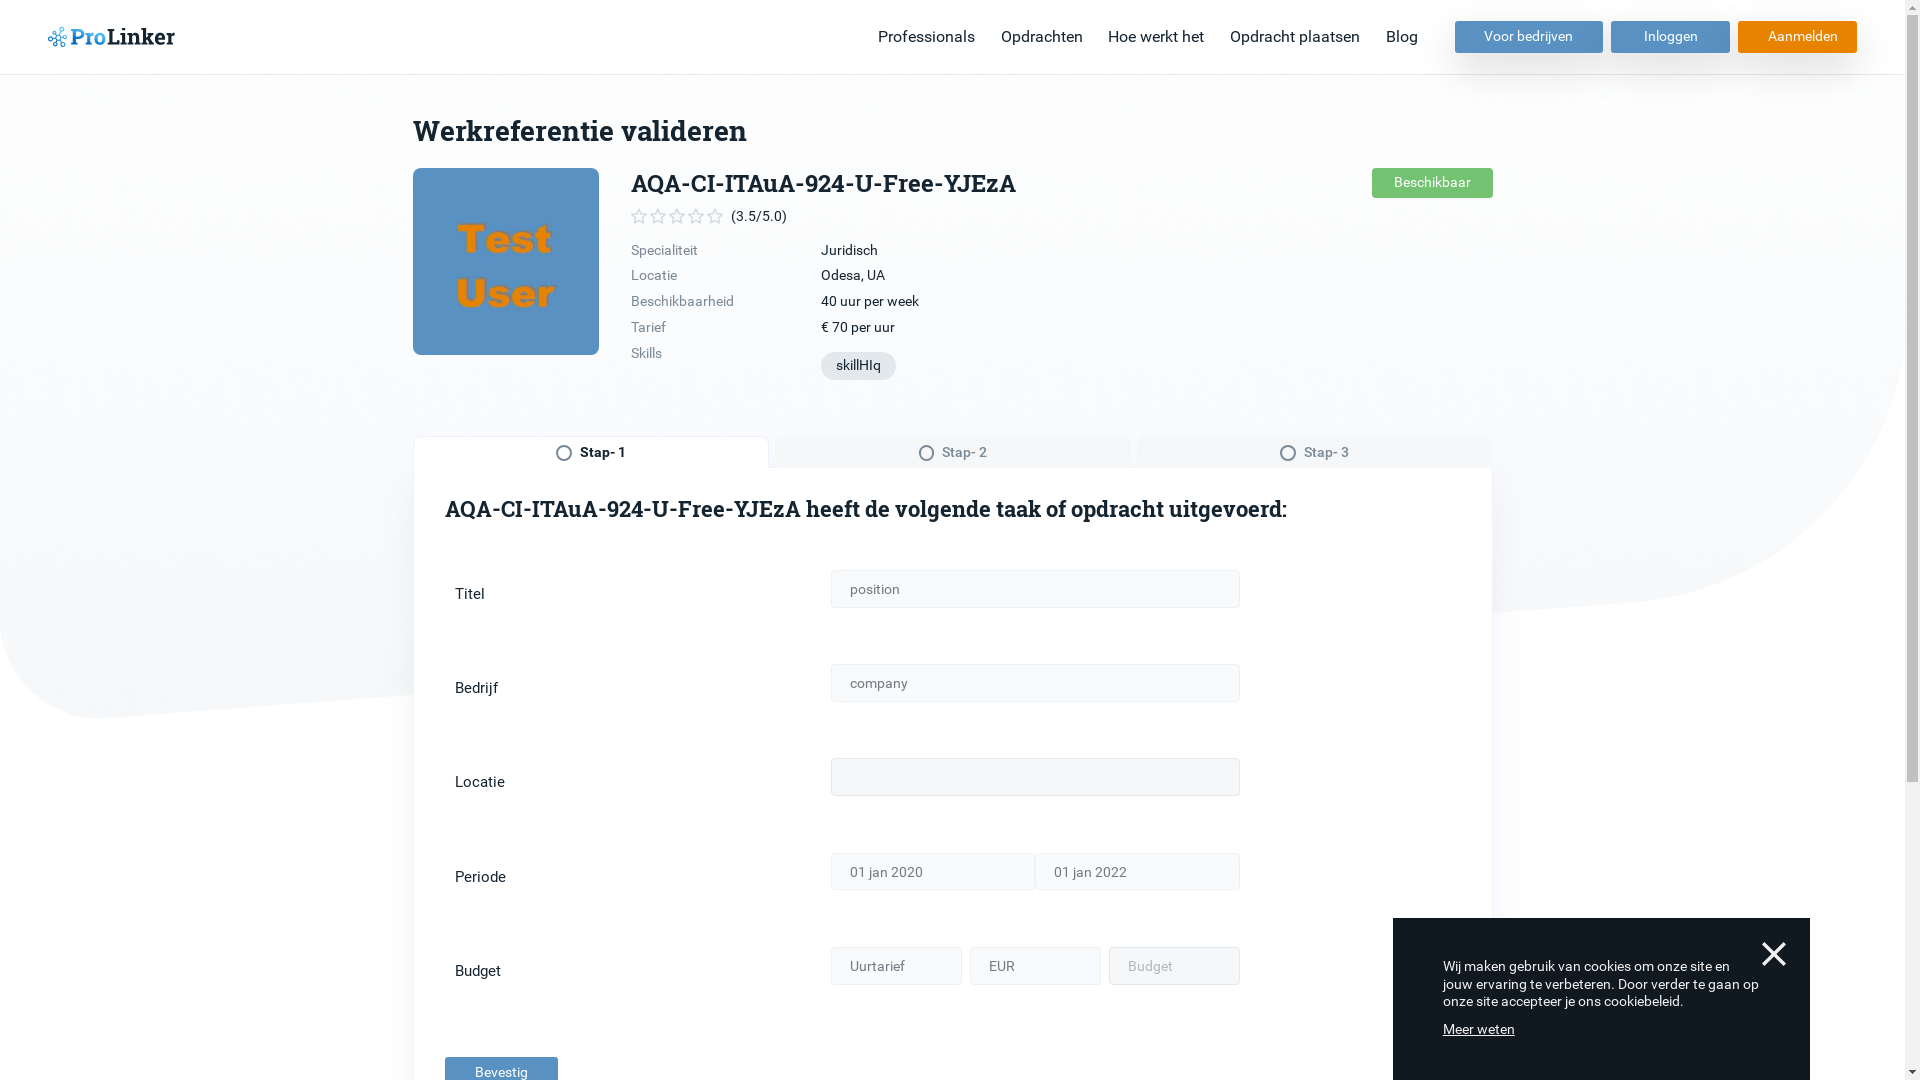 ProLinker
Professionals
Opdrachten
Hoe werkt het
Opdracht plaatsen
Blog
Voor bedrijven
Inloggen
Aanmelden
Werkreferentie valideren
Test
User
AQA-CI-ITAuA-924-U-Free-YJEzA
Beschikbaar
(3.5/5.0)
Specialiteit Juridisch
Locatie Odesa, UA
Beschikbaarheid 40 uur per week
Tarief € 70 per uur
Skills skillHIq
Stap- 1
Stap- 2
Stap- 3
AQA-CI-ITAuA-924-U-Free-YJEzA heeft de volgende taak of opdracht uitgevoerd:
Titel position
Bedrijf company
Locatie
Periode 01 jan 2020 01 jan 2022
Budget Uurtarief EUR Budget
Bevestig
Wij maken gebruik van cookies om onze site en
jouw ervaring te verbeteren. Door verder te gaan op
onze site accepteer je ons cookiebeleid.
Meer weten